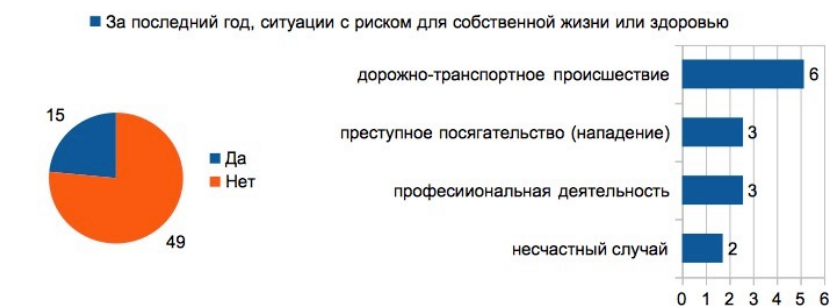 За последний год, ситуации с риском для собственной жизни или здоровью
15
49
Да
Нет
дорожно-транспортное происшествие
6
преступное посягательство (нападение)
3
професииональная деятельность
3
несчастный случай
2
0 1 2 3 4 5 6